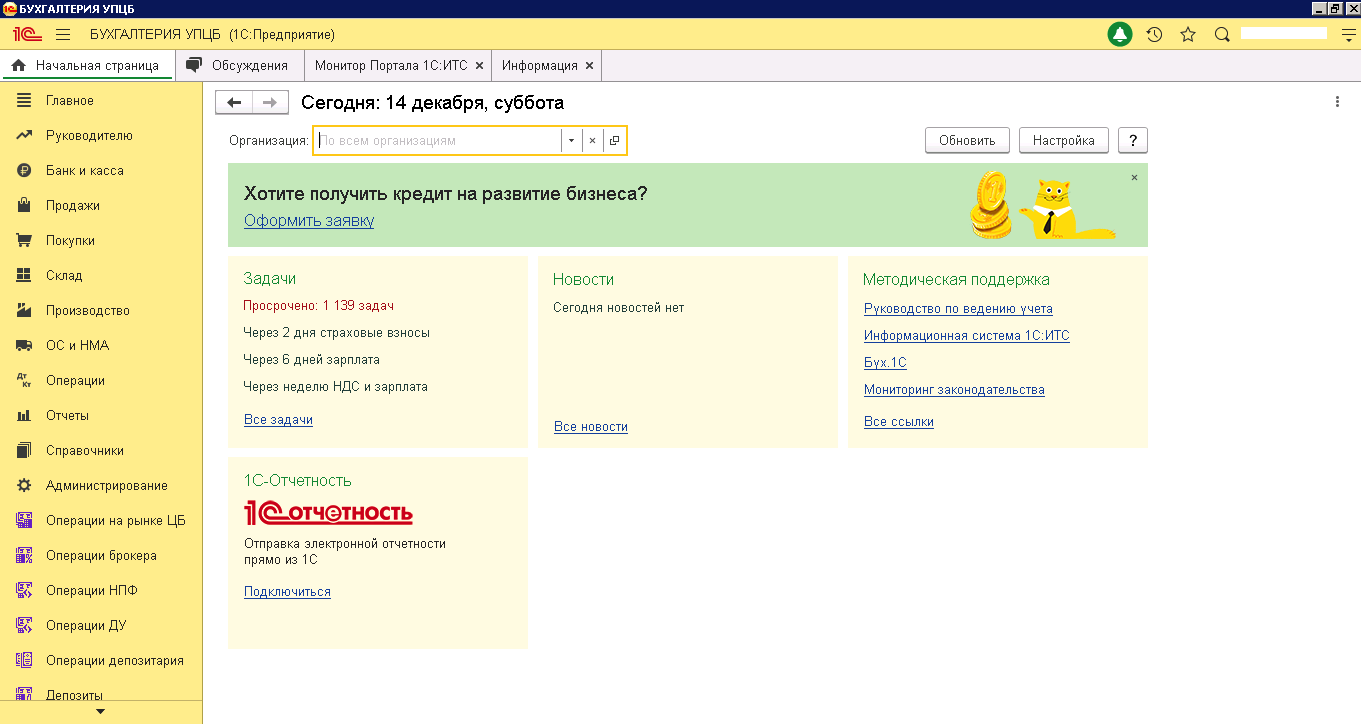 БУХГАЛТЕРИЯ УПЦБ
1С БУХГАЛТЕРИЯ УПЦБ (1С:Предприятие)
Начальная страница
Обсуждения
Монитор Портала 1С:ИТС
Информация
Главное
Руководителю
Банк и касса
Продажи
Покупки
Склад
Производство
ОС и НМА
Дт Кт Операции
Отчеты
Справочники
Администрирование
Операции на рынке ЦБ
Операции брокера
Операции НПФ
Операции ДУ
Операции депозитария
Депозиты
Сегодня: 14 декабря, суббота
Организация: По всем организациям
Обновить
Настройка
?
Хотите получить кредит на развитие бизнеса?
Оформить заявку
Задачи
Просрочено: 1 139 задач
Через 2 дня страховые взносы
Через 6 дней зарплата
Через неделю НДС и зарплата
Все задачи
Новости
Сегодня новостей нет
Все новости
Методическая поддержка
Руководство по ведению учета
Информационная система 1С:ИТС
Бух.1С
Мониторинг законодательства
Все ссылки
1С-Отчетность
1С отчетность
Отправка электронной отчетности
прямо из 1С
Подключиться